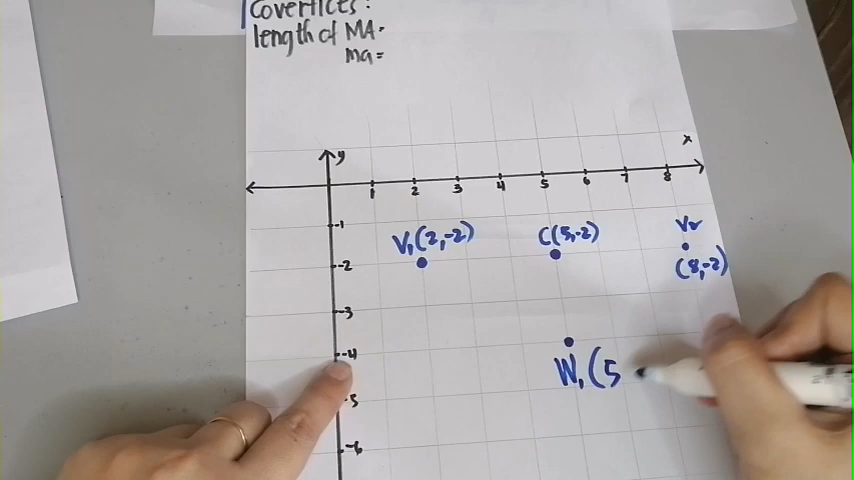 Covertices:
length of MA=
ma=
y
x
1 2 3 4 5 6 7 8
-1
-2
-3
-4
-5
-6
V₁(2,-2)
C(5,-2)
V₂
(8,-2)
W₁(5